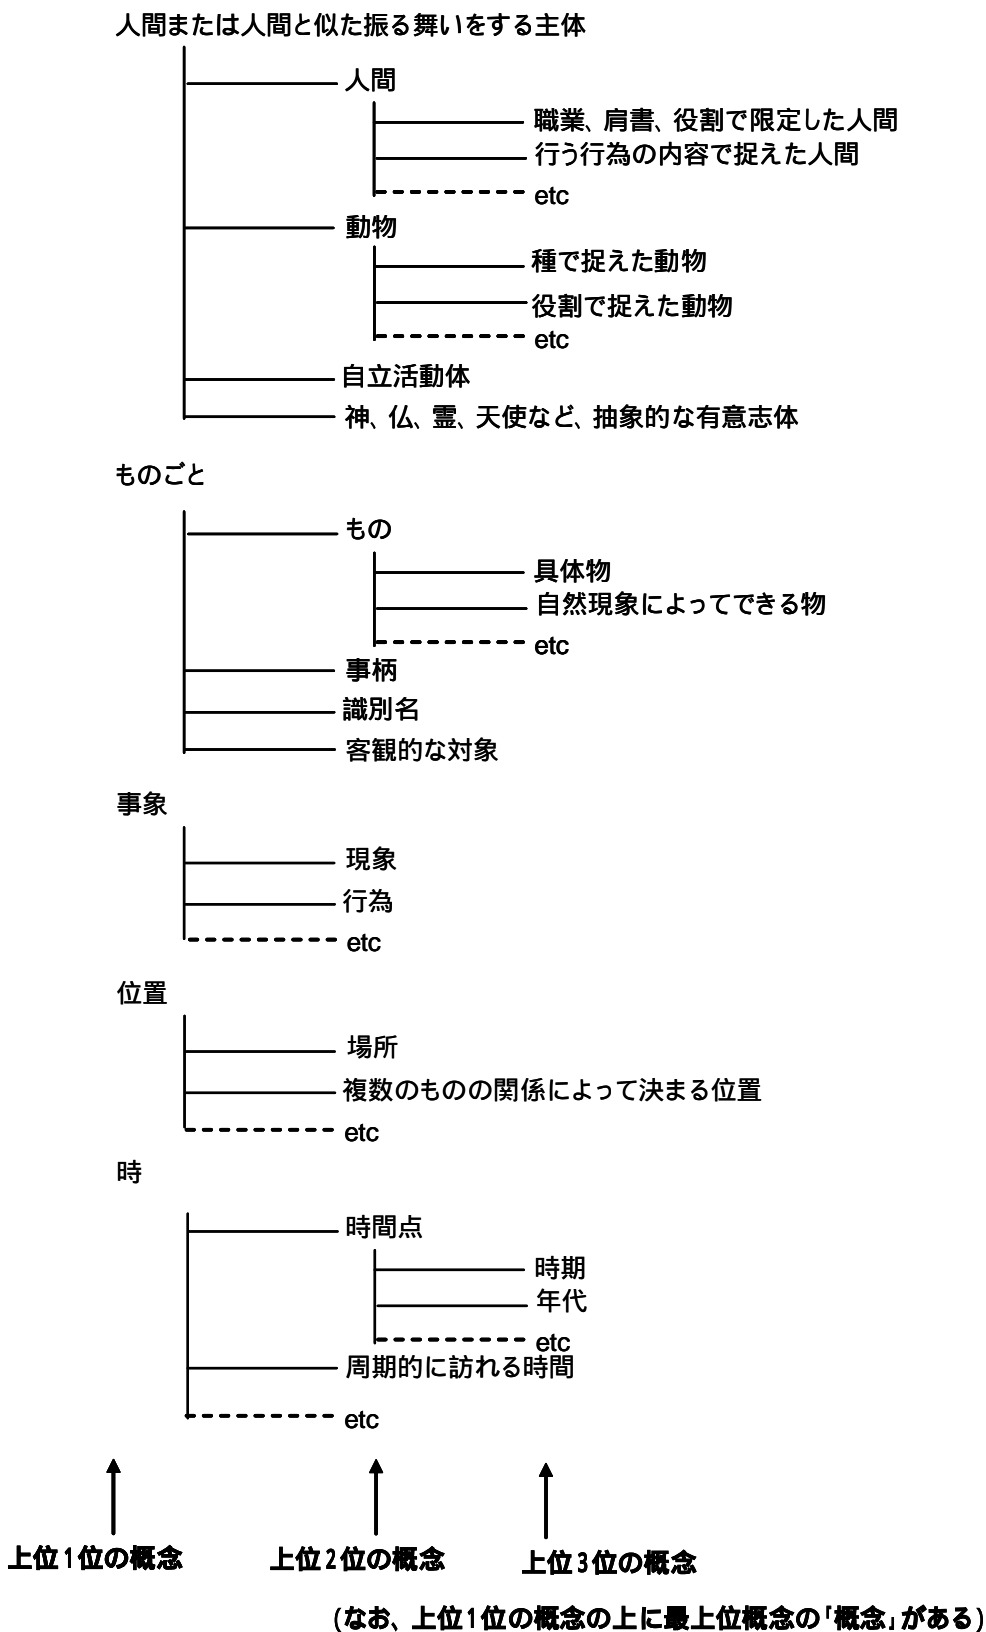 人間または人間と似た振る舞いをする主体
人間
職業、肩書、役割で限定した人間
行う行為の内容で捉えた人間
etc
動物
種で捉えた動物
役割で捉えた動物
etc
自立活動体
神、仏、霊、天使など、抽象的な有意志体
ものごと
もの
具体物
自然現象によってできる物
etc
事柄
識別名
客観的な対象
事象
現象
行為
etc
位置
場所
複数のものの関係によって決まる位置
etc
時
時間点
時期
年代
etc
周期的に訪れる時間
etc
上位1位の概念
上位2位の概念
上位3位の概念
(なお、上位1位の概念の上に最上位概念の「概念」がある)